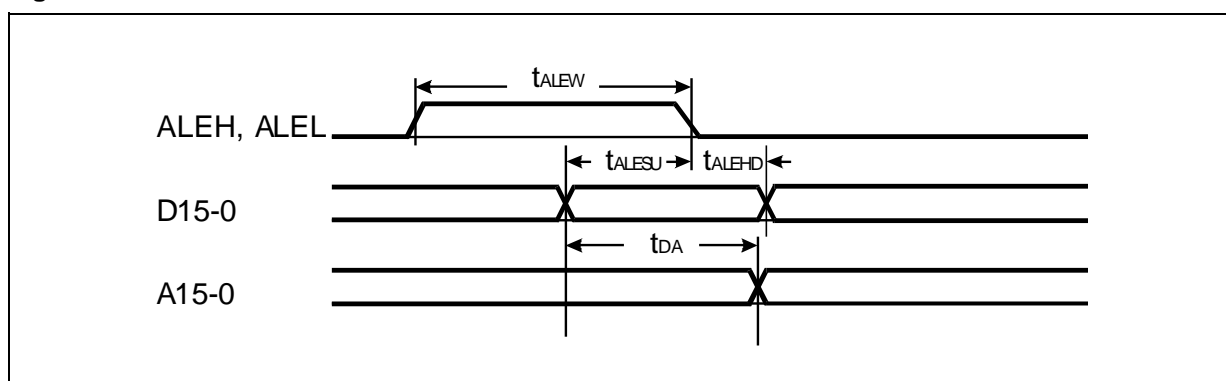 tALEW
ALEH, ALEL
tALESU tALEHD
D15-0
tDA
A15-0